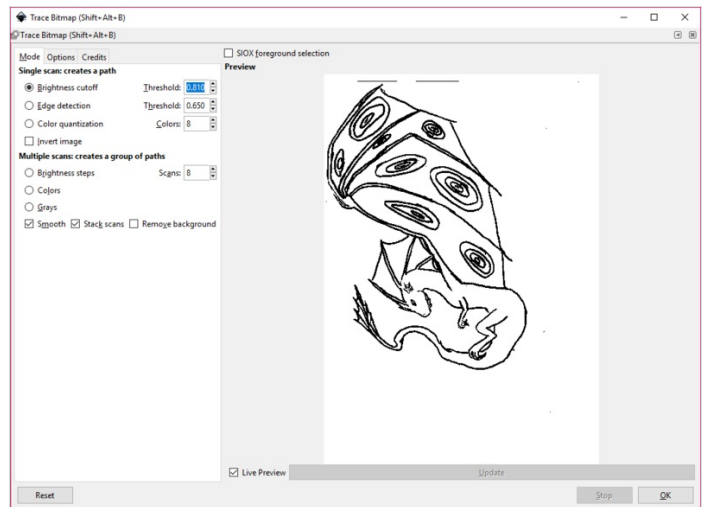 Trace Bitmap (Shift+Alt+B)
Trace Bitmap (Shift+Alt+B)
Mode Options Credits
Single scan: creates a path
Brightness cutoff Threshold: 0.810
Edge detection Threshold: 0.650
Color quantization Colors: 8
Invert image
Multiple scans: creates a group of paths
Brightness steps Scans: 8
Colors
Grays
Smooth Stack scans Remove background
SIOX foreground selection
Preview
Live Preview Update
Reset Stop OK